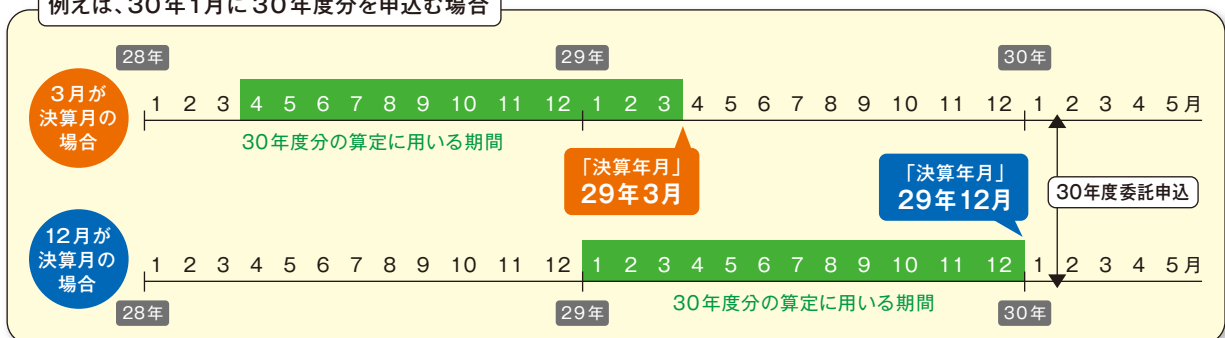 例えば、30年1月に30年度分を申込む場合
28年 29年 30年
3月が
決算月の
場合
1 2 3 4 5 6 7 8 9 10 11 12 1 2 3 4 5 6 7 8 9 10 11 12 1 2 3 4 5月
30年度分の算定に用いる期間
「決算年月」
29年3月
「決算年月」
29年12月
30年度委託申込
12月が
決算月の
場合
1 2 3 4 5 6 7 8 9 10 11 12 1 2 3 4 5 6 7 8 9 10 11 12 1 2 3 4 5月
30年度分の算定に用いる期間
28年 29年 30年